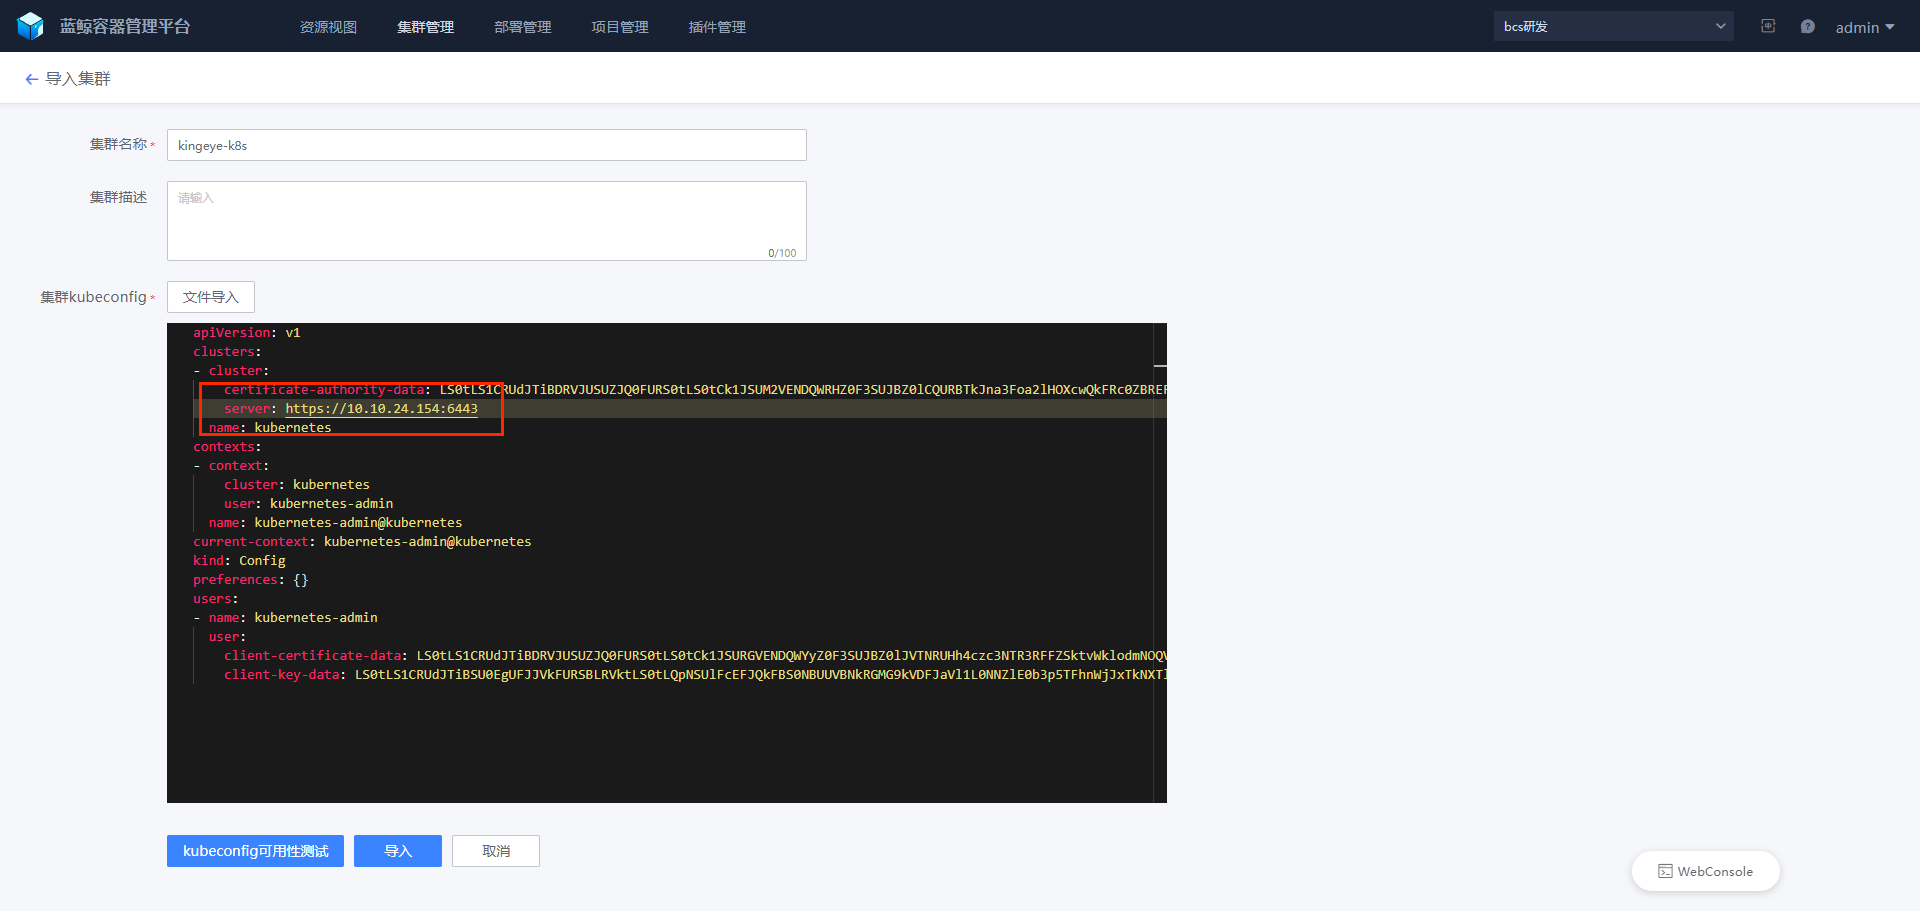 蓝鲸容器管理平台 资源视图 集群管理 部署管理 项目管理 插件管理 bcs研发 admin
导入集群
集群名称 * kingeye-k8s
集群描述 请输入
0/100
集群kubeconfig * 文件导入
apiVersion: v1
clusters:
- cluster:
certificate-authority-data:
server: https://10.10.24.154:6443
name: kubernetes
contexts:
- context:
cluster: kubernetes
user: kubernetes-admin
name: kubernetes-admin@kubernetes
current-context: kubernetes-admin@kubernetes
kind: Config
preferences: {}
users:
- name: kubernetes-admin
user:
client-certificate-data:
client-key-data:
kubeconfig可用性测试 导入 取消
WebConsole